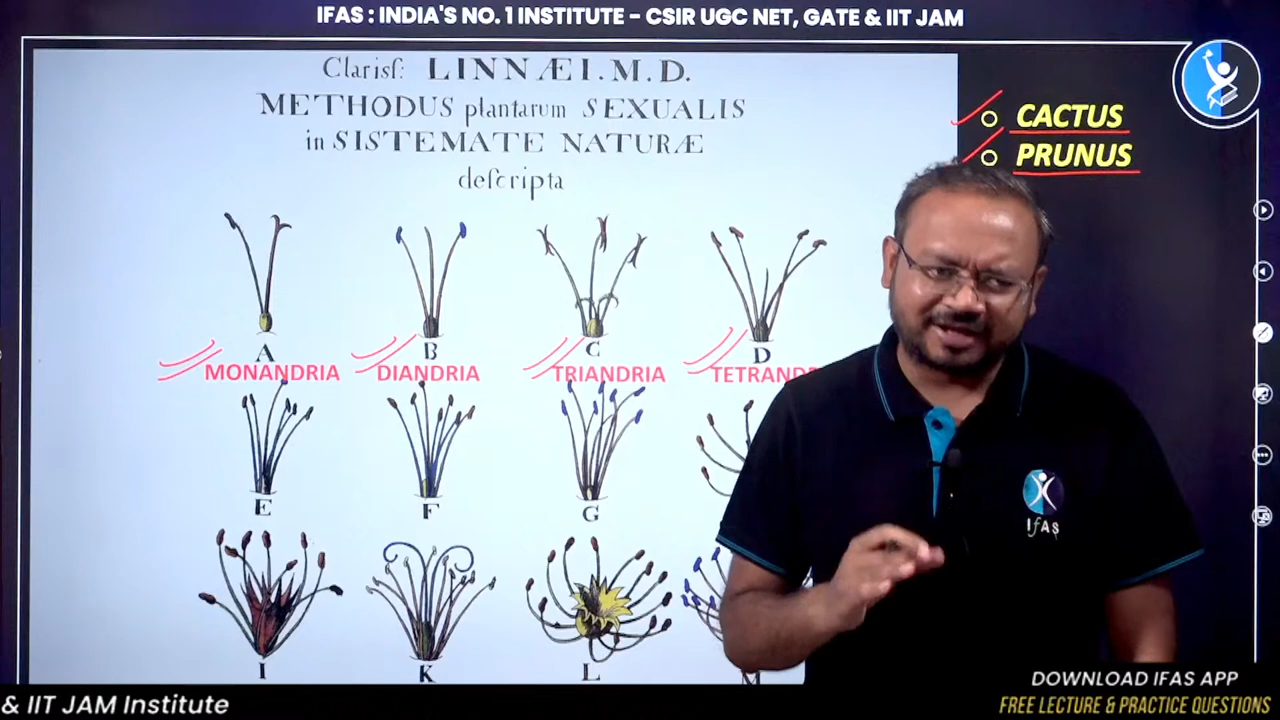 IFAS : INDIA'S NO. 1 INSTITUTE – CSIR UGC NET, GATE & IIT JAM
Clarisſ: LINNÆI. M. D.
METHODUS plantarum SEXUALIS
in SISTEMATE NATURÆ
deſcripta
CACTUS
PRUNUS
A
B
C
D
MONANDRIA
DIANDRIA
TRIANDRIA
TETRAND
E
F
G
I
K
L
M
IFAS
DOWNLOAD IFAS APP
& IIT JAM Institute
FREE LECTURE & PRACTICE QUESTIONS